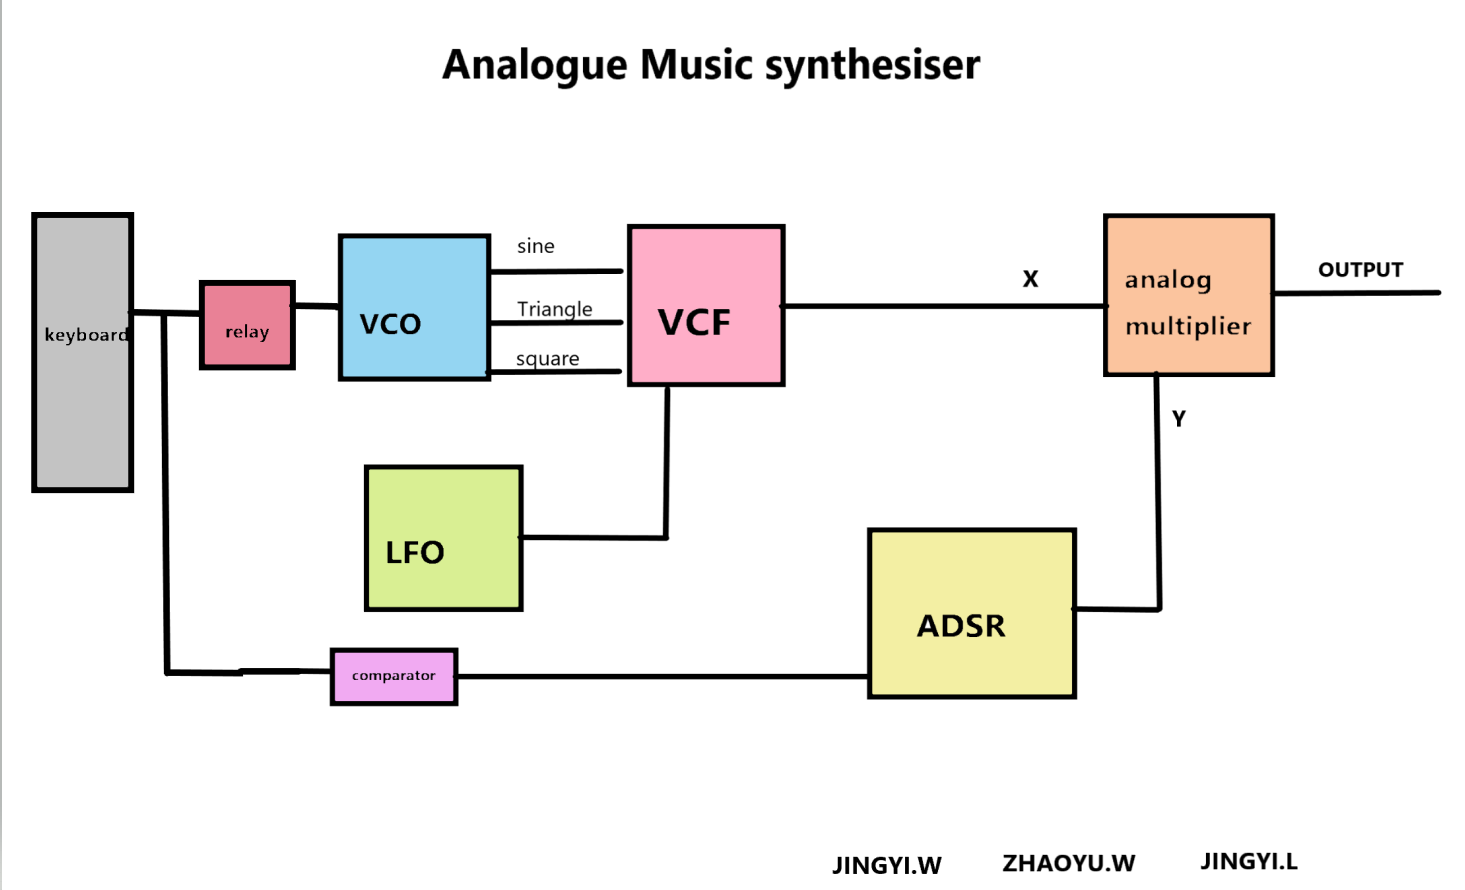 Analogue Music synthesiser
keyboard
relay
VCO
sine
Triangle
square
VCF
X
analog
multiplier
OUTPUT
Y
LFO
ADSR
comparator
JINGYI.W
ZHAOYU.W
JINGYI.L